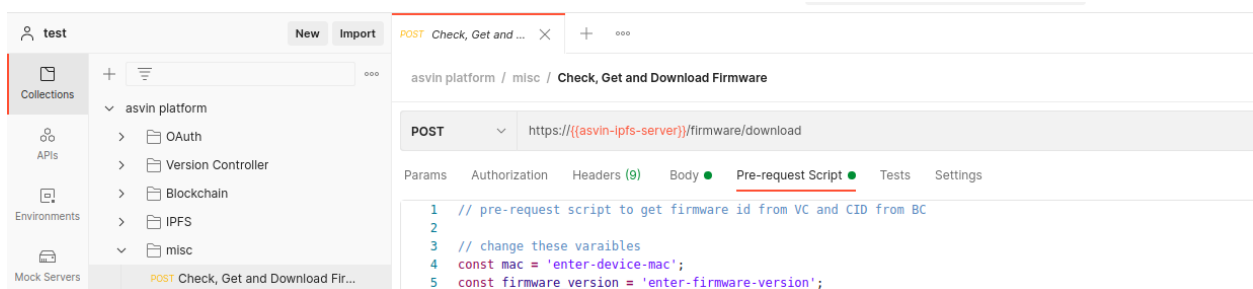 test
New
Import
Collections
APIs
Environments
Mock Servers
asvin platform
OAuth
Version Controller
Blockchain
IPFS
misc
POST Check, Get and Download Fir...
POST Check, Get and ...
asvin platform / misc / Check, Get and Download Firmware
POST
https://{{asvin-ipfs-server}}/firmware/download
Params Authorization Headers (9) Body Pre-request Script Tests Settings
1 // pre-request script to get firmware id from VC and CID from BC
2
3 // change these varaibles
4 const mac = 'enter-device-mac';
5 const firmware_version = 'enter-firmware-version';